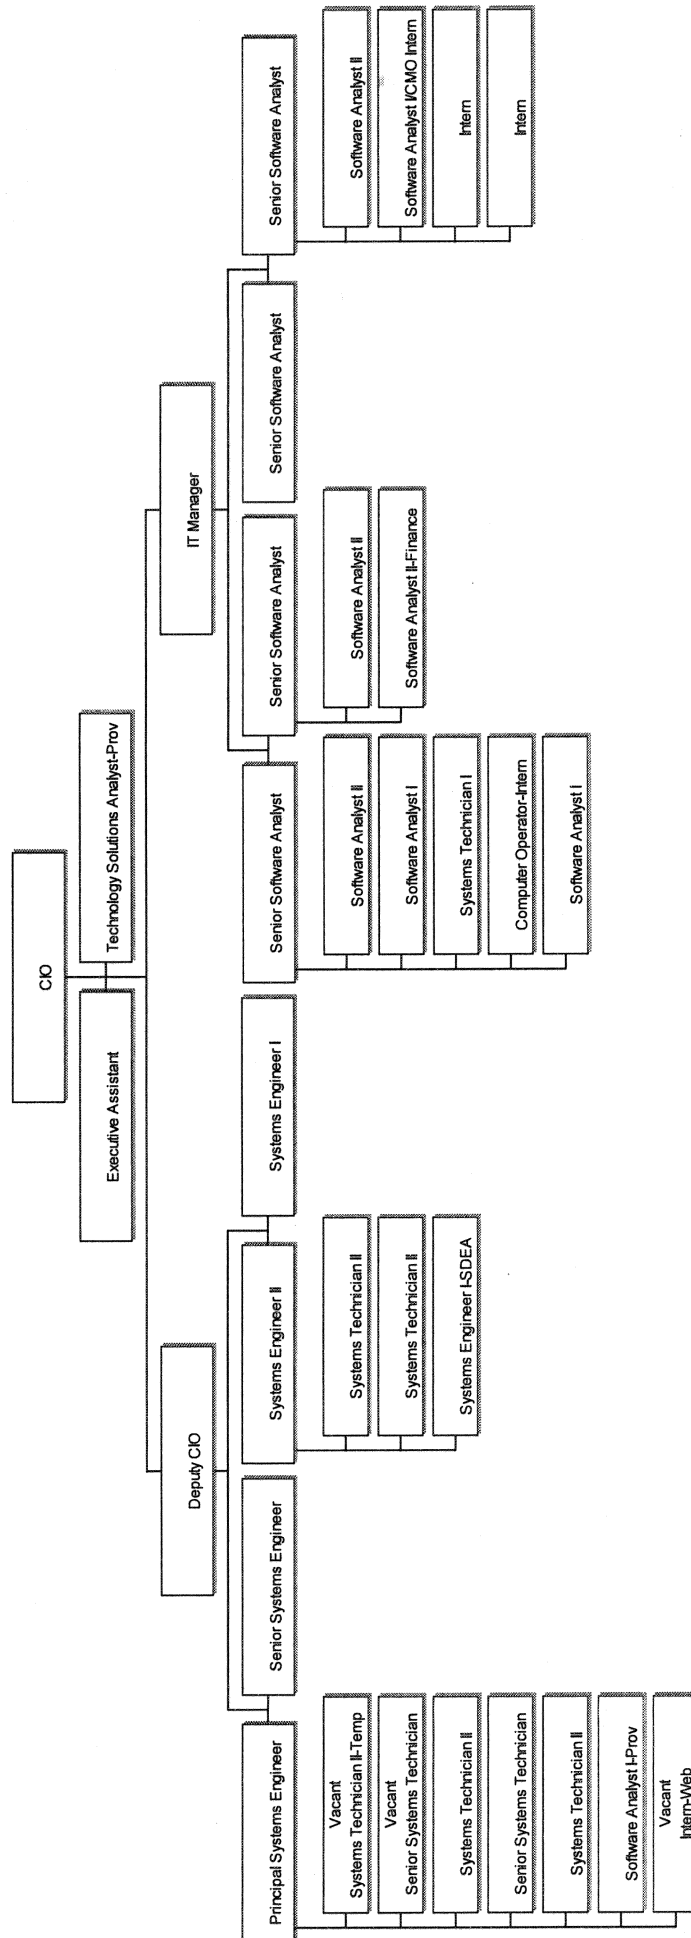 CIO
Executive Assistant
Technology Solutions Analyst-Prov
Deputy CIO
IT Manager
Principal Systems Engineer
Senior Systems Engineer
Systems Engineer II
Systems Engineer I
Senior Software Analyst
Senior Software Analyst
Senior Software Analyst
Senior Software Analyst
Vacant
Systems Technician II-Temp
Vacant
Senior Systems Technician
Systems Technician II
Senior Systems Technician
Systems Technician II
Software Analyst I-Prov
Vacant
Intern-Web
Systems Technician II
Systems Technician II
Systems Engineer I-SDEA
Software Analyst II
Software Analyst I
Systems Technician I
Computer Operator-Intern
Software Analyst I
Software Analyst II
Software Analyst II-Finance
Software Analyst II
Software Analyst I/CMO Intern
Intern
Intern